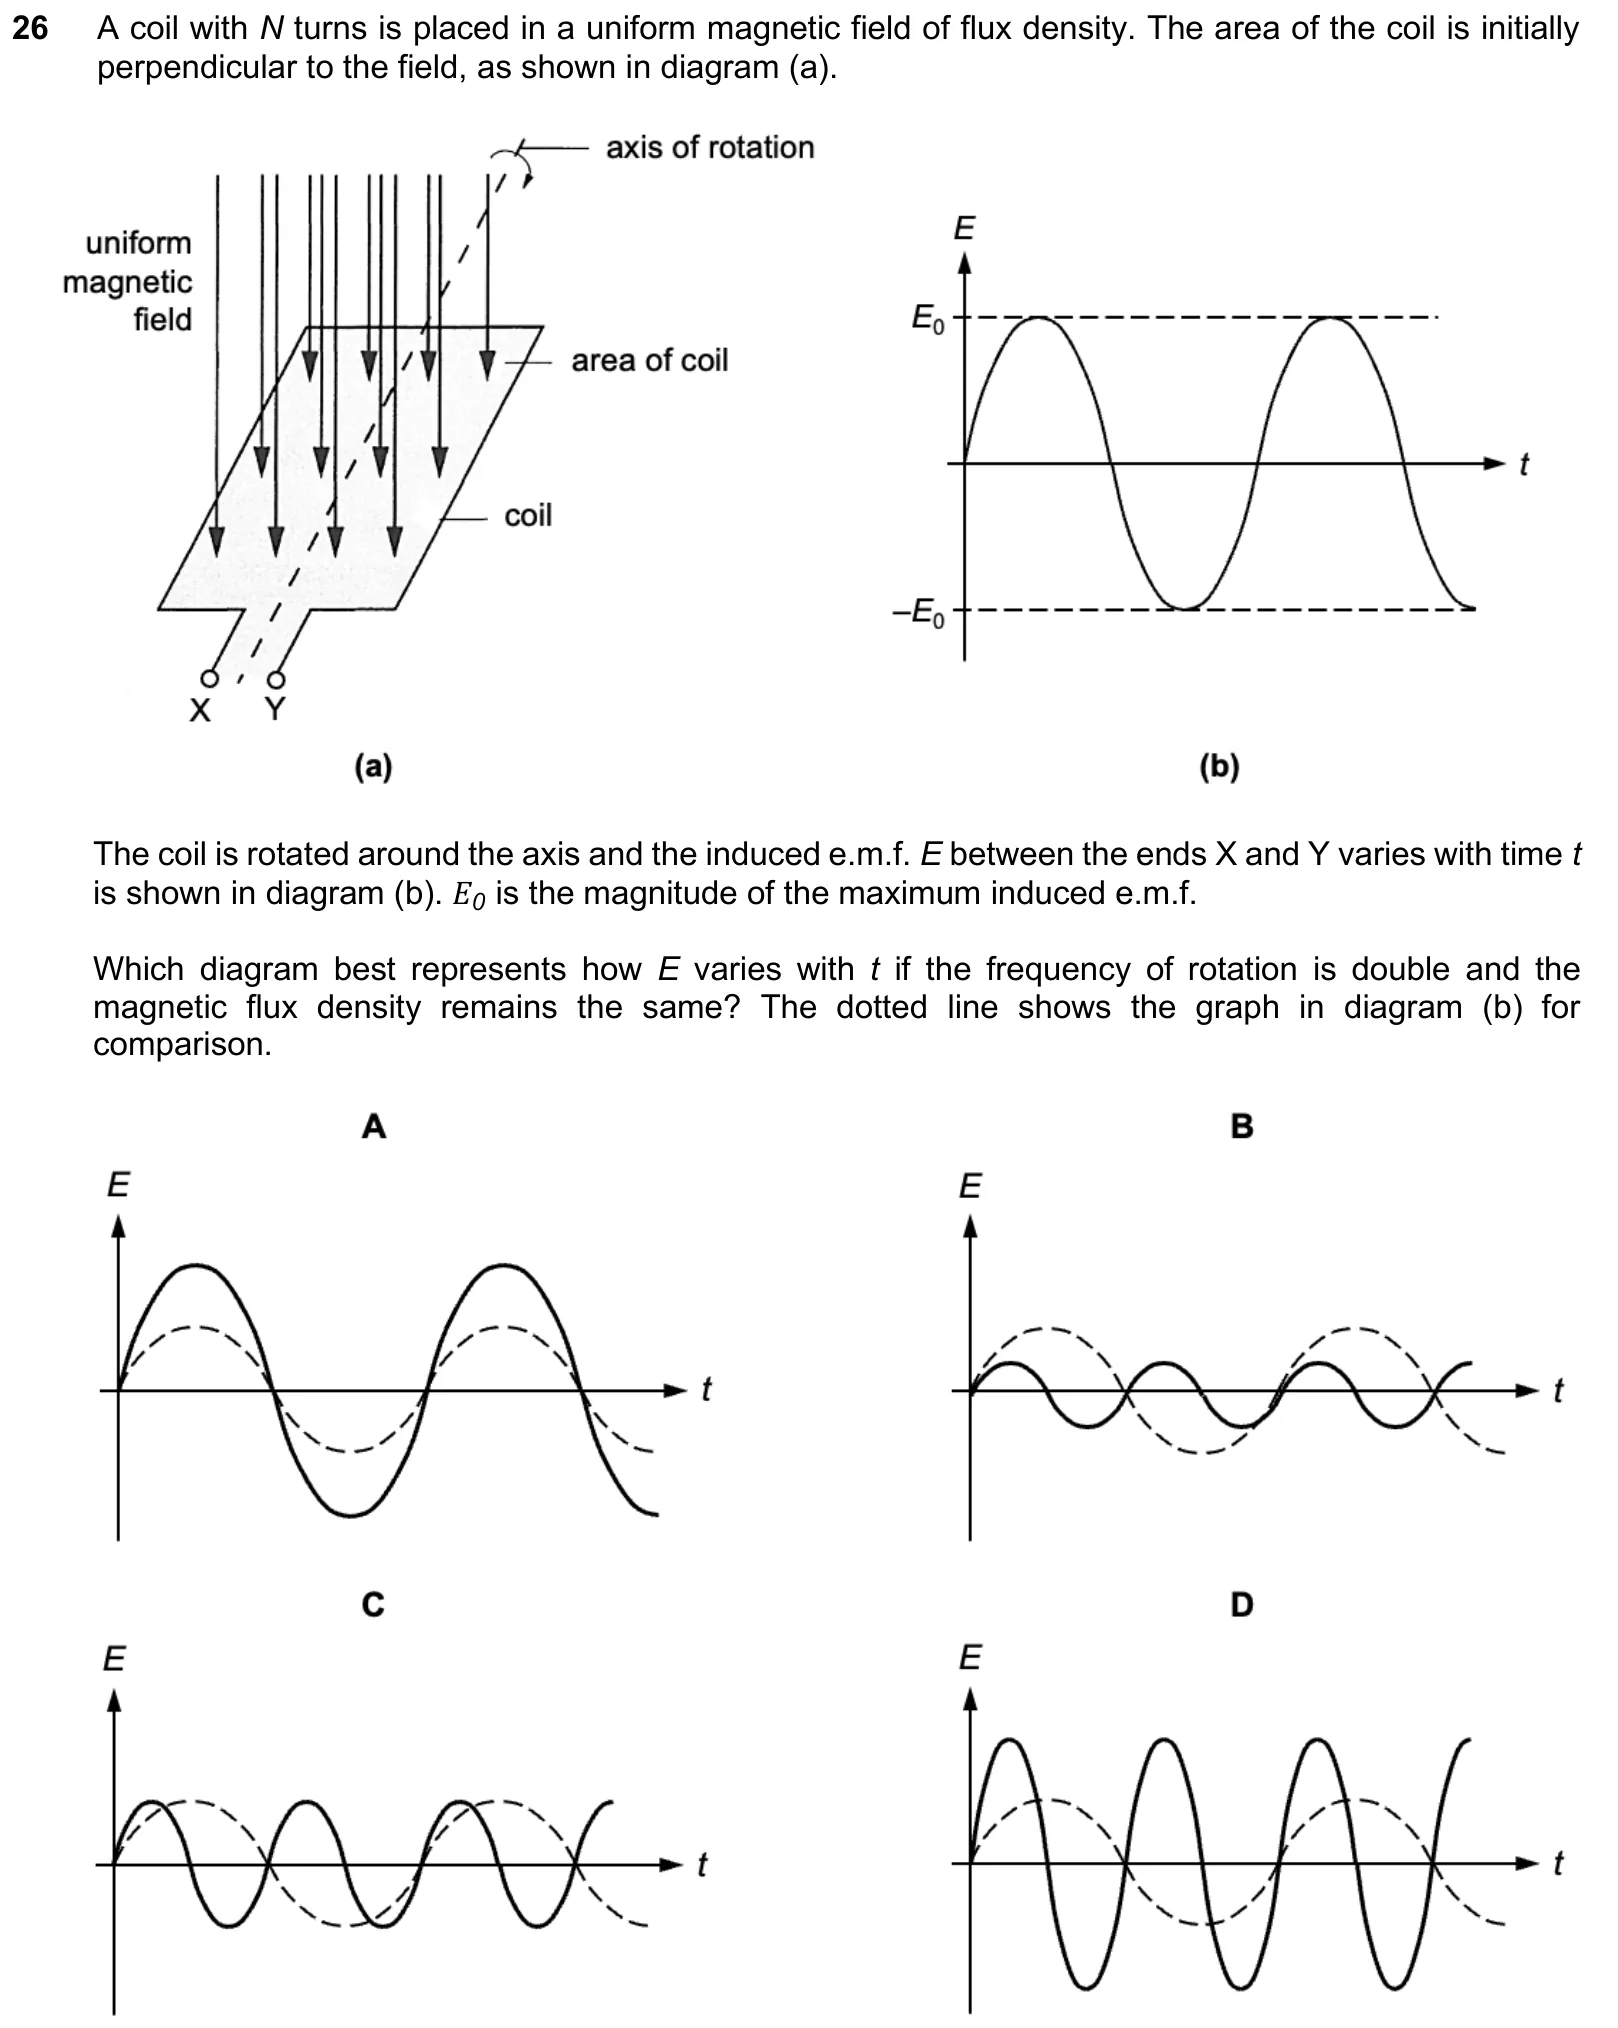 26 A coil with N turns is placed in a uniform magnetic field of flux density. The area of the coil is initially
perpendicular to the field, as shown in diagram (a).
axis of rotation
uniform
magnetic
field
area of coil
coil
X Y
(a)
E
E0
t
–E0
(b)
The coil is rotated around the axis and the induced e.m.f. E between the ends X and Y varies with time t
is shown in diagram (b). E0 is the magnitude of the maximum induced e.m.f.
Which diagram best represents how E varies with t if the frequency of rotation is double and the
magnetic flux density remains the same? The dotted line shows the graph in diagram (b) for
comparison.
A
E
t
B
E
t
C
E
t
D
E
t